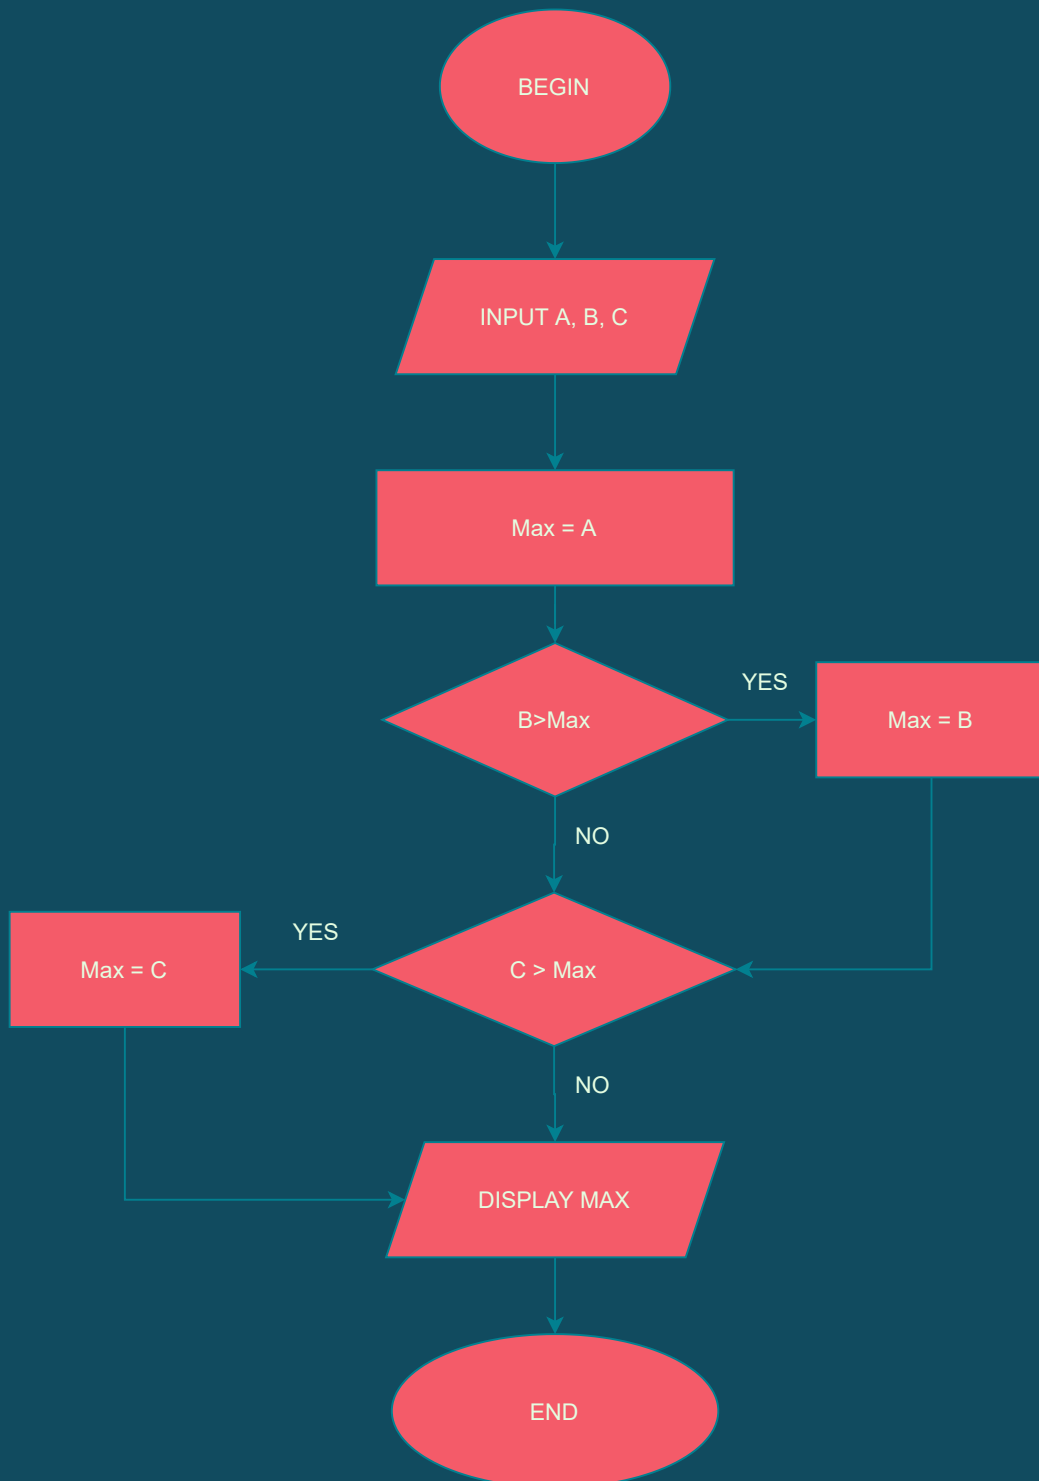 BEGIN
INPUT A, B, C
Max = A
B>Max
YES
Max = B
NO
Max = C
YES
C > Max
NO
DISPLAY MAX
END